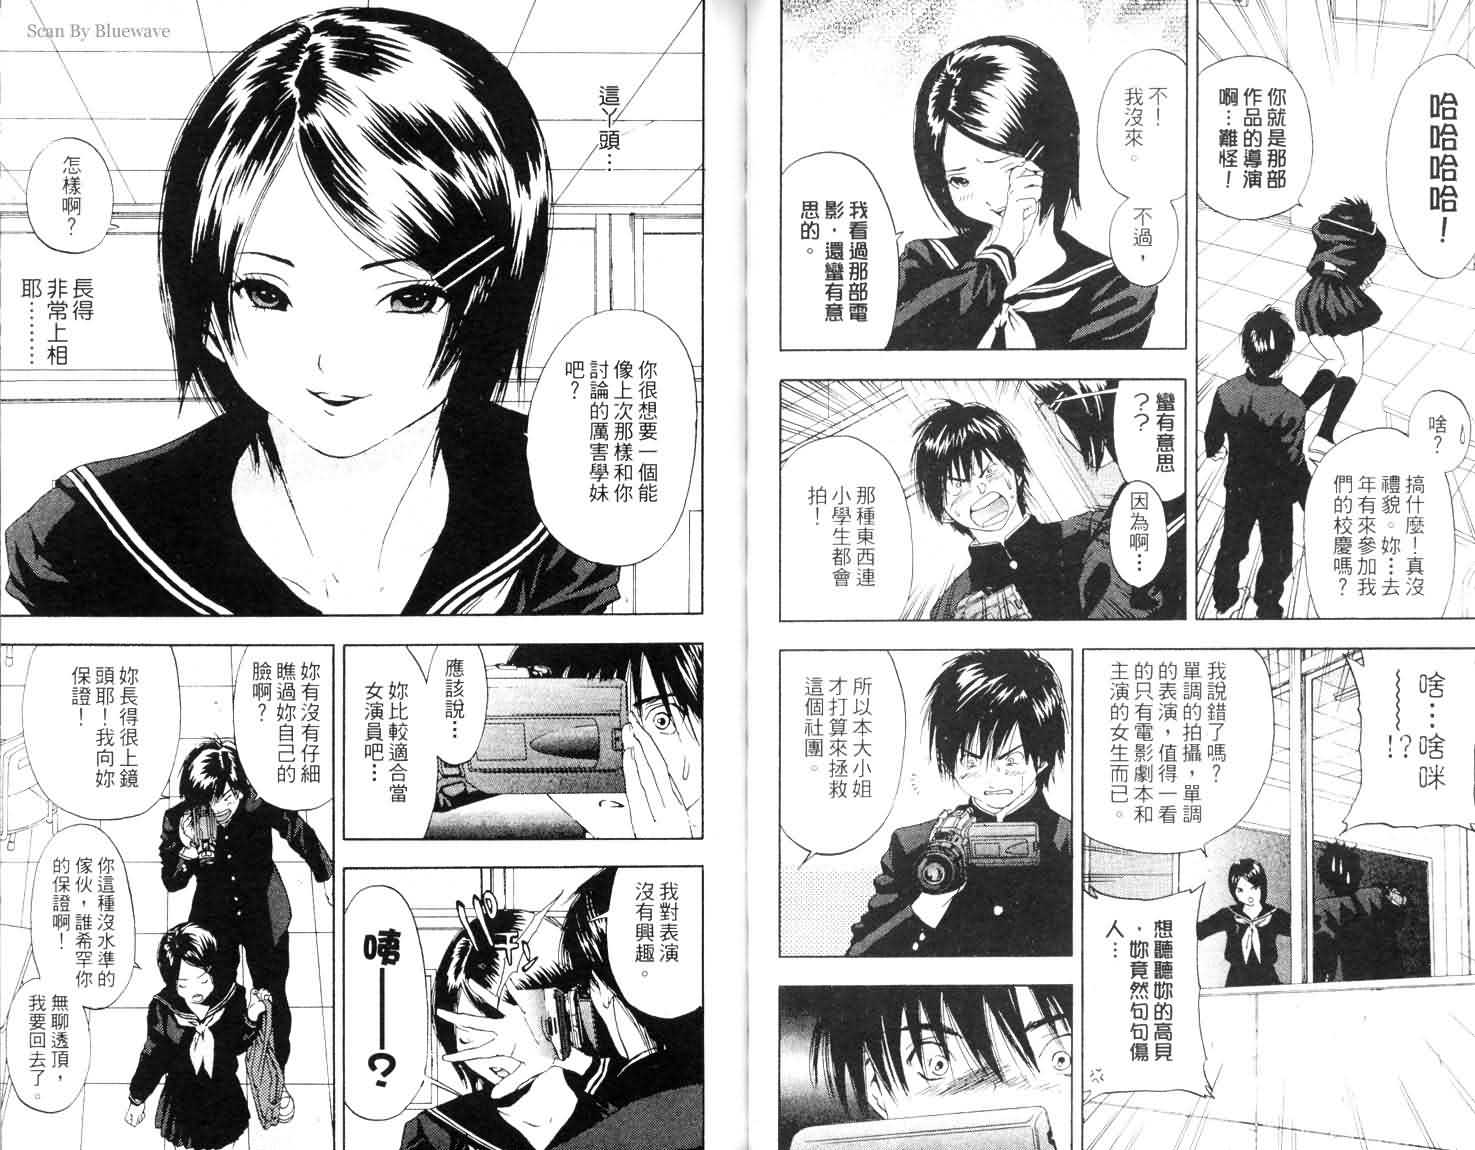 Scan By Bluewave
哈哈哈哈！
你就是那部
作品的導演
啊…難怪！
啥？
搞什麼！真沒
禮貌。妳…去
年有來參加我
們的校慶嗎？
不！
我沒來。
不過，
我看過那部電
影，還蠻有意
思的。
蠻有意思
？？
因為啊…
那種東西連
小學生都會
拍！
啥…啥咪
～～～～!?
我說錯了嗎？
單調的拍攝，單調
的表演，值得一看
的只有電影劇本和
主演的女生而已。
想聽聽妳的高見
，妳竟然句句傷
人…
所以本大小姐
才打算來拯救
這個社團。
這丫頭…
你很想要一個能
像上次那樣和你
討論的厲害學妹
吧？
怎樣啊？
長得
非常上相
耶………
應該說…
妳比較適合當
女演員吧…
我對表演
沒有興趣。
咦——？
妳有沒有仔細
瞧過妳自己的
臉啊？
妳長得很上鏡
頭耶！我向妳
保證！
你這種沒水準的
傢伙，誰希罕你
的保證啊！
無聊透頂，
我要回去了。